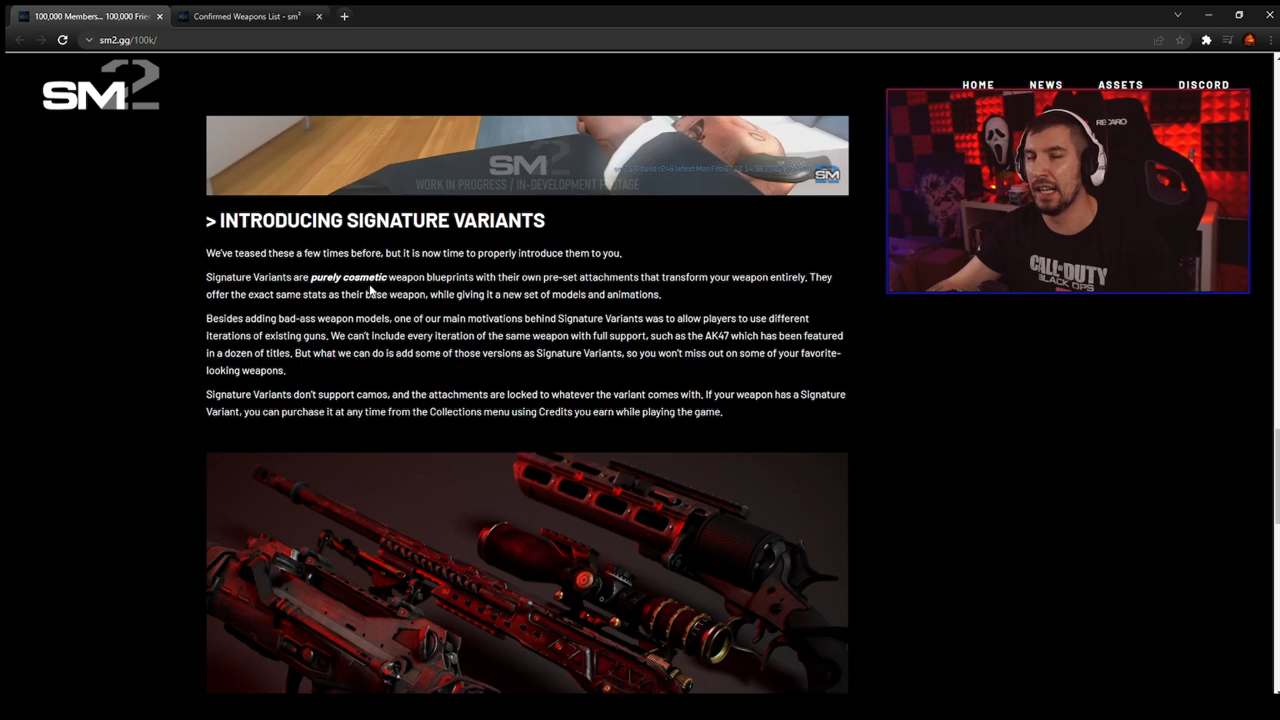 100,000 Members... 100,000 Frie
Confirmed Weapons List - sm²
sm2.gg/100k/
SM2
HOME
NEWS
ASSETS
DISCORD
RECARO
SM2
WORK IN PROGRESS / IN-DEVELOPMENT FOOTAGE
SM
> INTRODUCING SIGNATURE VARIANTS
We've teased these a few times before, but it is now time to properly introduce them to you.
Signature Variants are purely cosmetic weapon blueprints with their own pre-set attachments that transform your weapon entirely. They
offer the exact same stats as their base weapon, while giving it a new set of models and animations.
CALL OF DUTY
BLACK OPS
Besides adding bad-ass weapon models, one of our main motivations behind Signature Variants was to allow players to use different
iterations of existing guns. We can't include every iteration of the same weapon with full support, such as the AK47 which has been featured
in a dozen of titles. But what we can do is add some of those versions as Signature Variants, so you won't miss out on some of your favorite-
looking weapons.
Signature Variants don't support camos, and the attachments are locked to whatever the variant comes with. If your weapon has a Signature
Variant, you can purchase it at any time from the Collections menu using Credits you earn while playing the game.